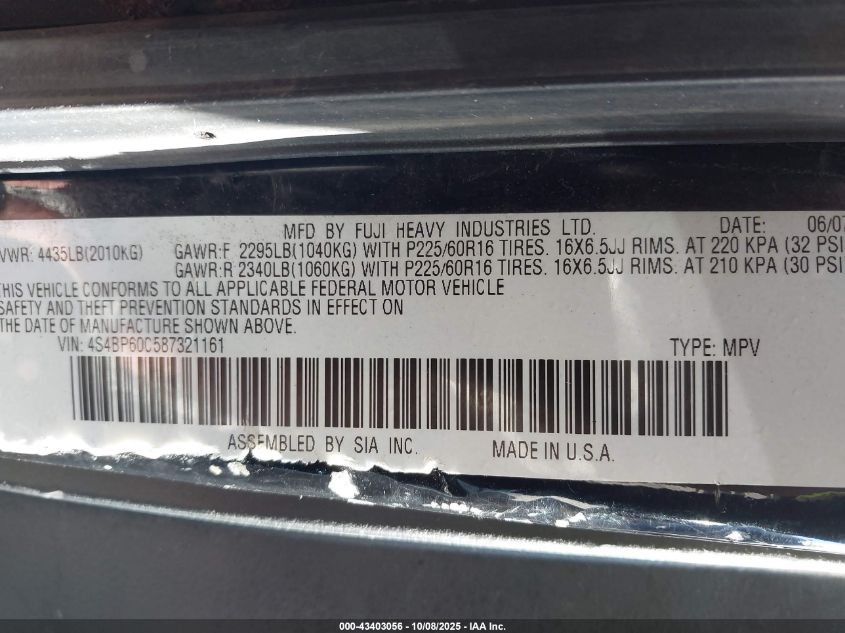 MFD BY FUJI HEAVY INDUSTRIES LTD. DATE: 06/07
VWR: 4435LB(2010KG) GAWR:F 2295LB(1040KG) WITH P225/60R16 TIRES. 16X6.5JJ RIMS. AT 220 KPA (32 PSI
GAWR:R 2340LB(1060KG) WITH P225/60R16 TIRES. 16X6.5JJ RIMS. AT 210 KPA (30 PSI
THIS VEHICLE CONFORMS TO ALL APPLICABLE FEDERAL MOTOR VEHICLE
SAFETY AND THEFT PREVENTION STANDARDS IN EFFECT ON
THE DATE OF MANUFACTURE SHOWN ABOVE.
VIN: 4S4BP60C587321161 TYPE: MPV
ASSEMBLED BY SIA INC. MADE IN U.S.A.
000-43403056 - 10/08/2025 - IAA Inc.